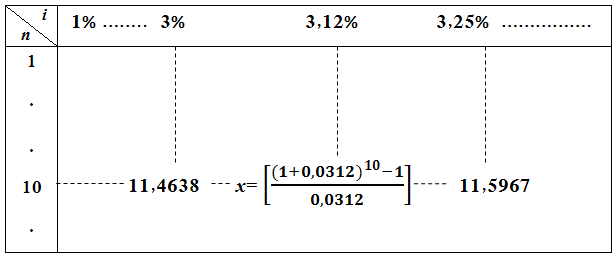 i
n
1% ........ 3% 3,12% 3,25% ................
1
.
.
10 11,4638 x= [((1+0,0312)^10−1)/0,0312] 11,5967
.